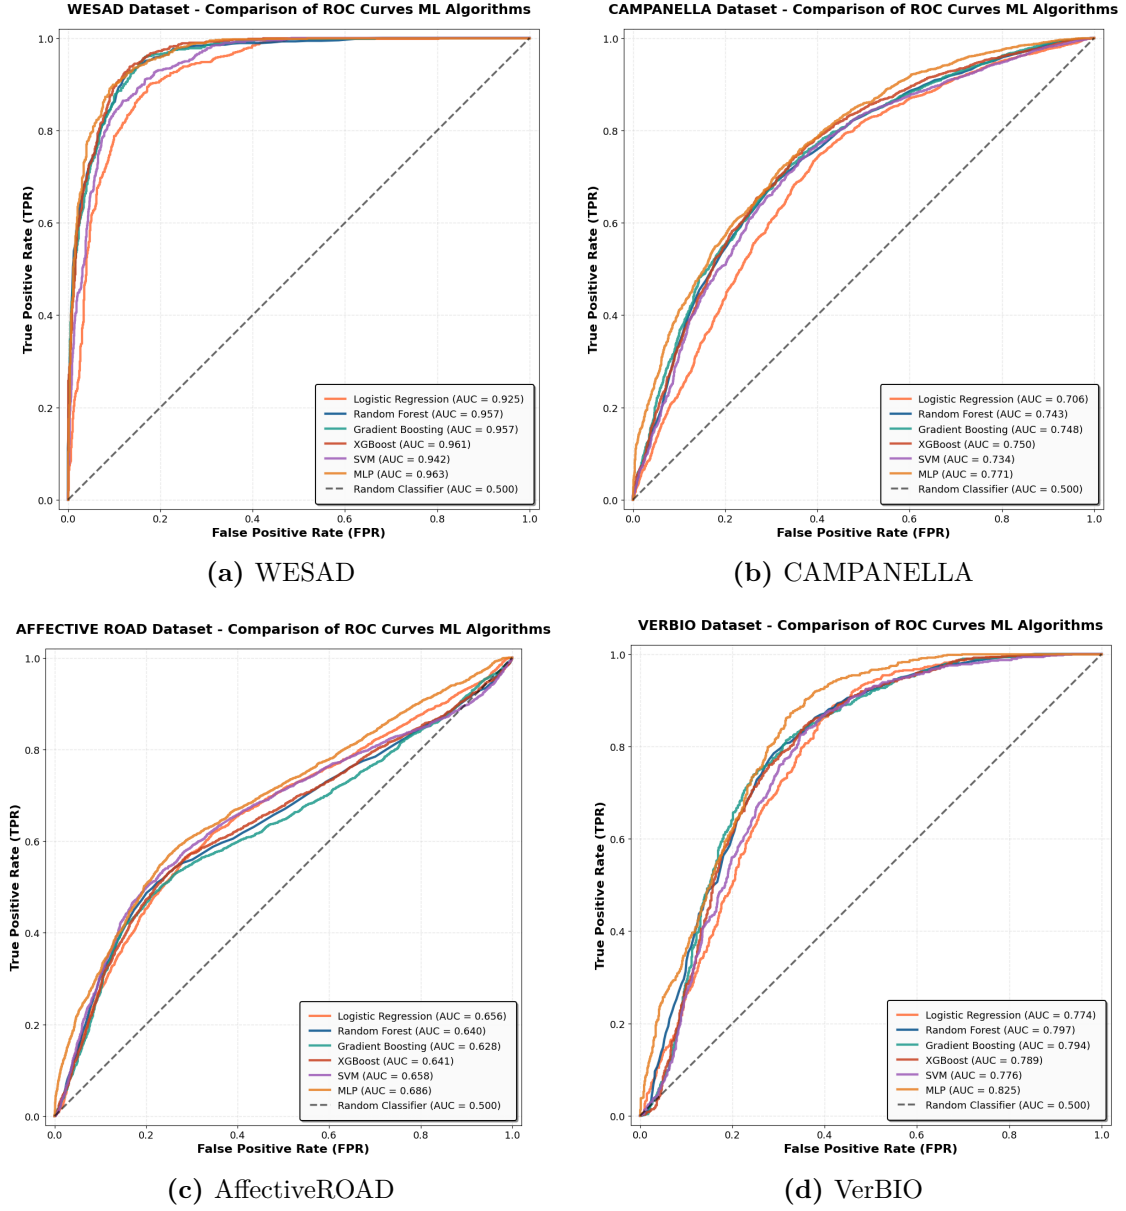 WESAD Dataset - Comparison of ROC Curves ML Algorithms
1.0
0.8
0.6
0.4
0.2
0.0
True Positive Rate (TPR)
Logistic Regression (AUC = 0.925)
Random Forest (AUC = 0.957)
Gradient Boosting (AUC = 0.957)
XGBoost (AUC = 0.961)
SVM (AUC = 0.942)
MLP (AUC = 0.963)
Random Classifier (AUC = 0.500)
0.0 0.2 0.4 0.6 0.8 1.0
False Positive Rate (FPR)
(a) WESAD
CAMPANELLA Dataset - Comparison of ROC Curves ML Algorithms
1.0
0.8
0.6
0.4
0.2
0.0
True Positive Rate (TPR)
Logistic Regression (AUC = 0.706)
Random Forest (AUC = 0.743)
Gradient Boosting (AUC = 0.748)
XGBoost (AUC = 0.750)
SVM (AUC = 0.734)
MLP (AUC = 0.771)
Random Classifier (AUC = 0.500)
0.0 0.2 0.4 0.6 0.8 1.0
False Positive Rate (FPR)
(b) CAMPANELLA
AFFECTIVE ROAD Dataset - Comparison of ROC Curves ML Algorithms
1.0
0.8
0.6
0.4
0.2
0.0
True Positive Rate (TPR)
Logistic Regression (AUC = 0.656)
Random Forest (AUC = 0.640)
Gradient Boosting (AUC = 0.628)
XGBoost (AUC = 0.641)
SVM (AUC = 0.658)
MLP (AUC = 0.686)
Random Classifier (AUC = 0.500)
0.0 0.2 0.4 0.6 0.8 1.0
False Positive Rate (FPR)
(c) AffectiveROAD
VERBIO Dataset - Comparison of ROC Curves ML Algorithms
1.0
0.8
0.6
0.4
0.2
0.0
True Positive Rate (TPR)
Logistic Regression (AUC = 0.774)
Random Forest (AUC = 0.797)
Gradient Boosting (AUC = 0.794)
XGBoost (AUC = 0.789)
SVM (AUC = 0.776)
MLP (AUC = 0.825)
Random Classifier (AUC = 0.500)
0.0 0.2 0.4 0.6 0.8 1.0
False Positive Rate (FPR)
(d) VerBIO